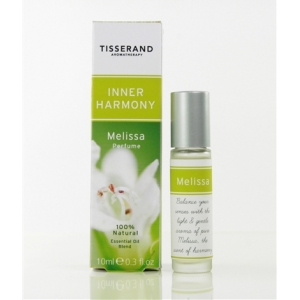 TISSERAND
AROMATHERAPY
INNER
HARMONY
Melissa
Perfume
100%
Natural
Essential Oil
Blend
10ml e 0.3 fl.oz
Melissa
Balance your
senses with the
light & gentle
aroma of pure
Melissa, the
scent of harmony